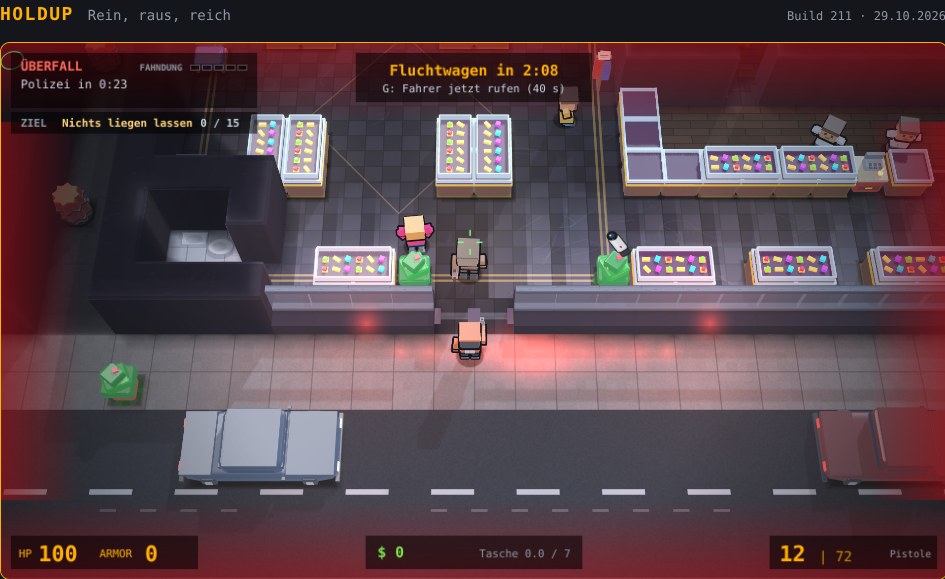 HOLDUP Rein, raus, reich
Build 211 · 29.10.2026
ÜBERFALL
FAHNDUNG
Polizei in 0:23
ZIEL Nichts liegen lassen 0 / 15
Fluchtwagen in 2:08
G: Fahrer jetzt rufen (40 s)
HP 100 ARMOR 0
$ 0 Tasche 0.0 / 7
12 | 72 Pistole